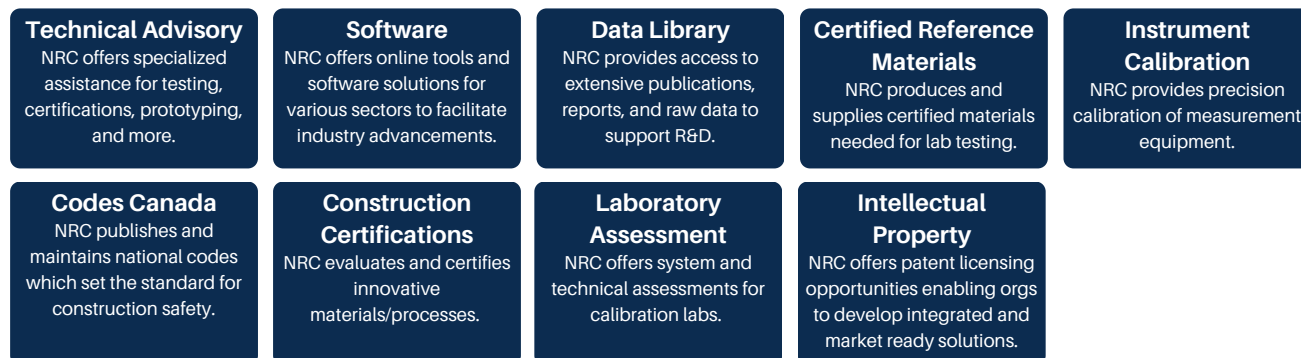 Technical Advisory
NRC offers specialized
assistance for testing,
certifications, prototyping,
and more.
Software
NRC offers online tools and
software solutions for
various sectors to facilitate
industry advancements.
Data Library
NRC provides access to
extensive publications,
reports, and raw data to
support R&D.
Certified Reference
Materials
NRC produces and
supplies certified materials
needed for lab testing.
Instrument
Calibration
NRC provides precision
calibration of measurement
equipment.
Codes Canada
NRC publishes and
maintains national codes
which set the standard for
construction safety.
Construction
Certifications
NRC evaluates and certifies
innovative
materials/processes.
Laboratory
Assessment
NRC offers system and
technical assessments for
calibration labs.
Intellectual
Property
NRC offers patent licensing
opportunities enabling orgs
to develop integrated and
market ready solutions.